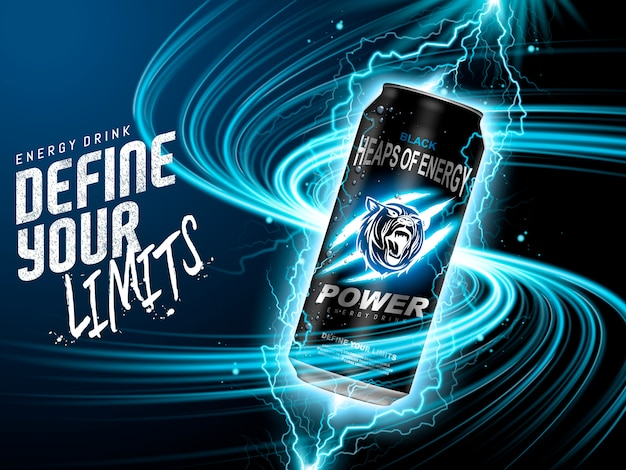 ENERGY DRINK
DEFINE
YOUR
LIMITS
BLACK
HEAPS OF ENERGY
POWER
ENERGY DRINK
DEFINE YOUR LIMITS